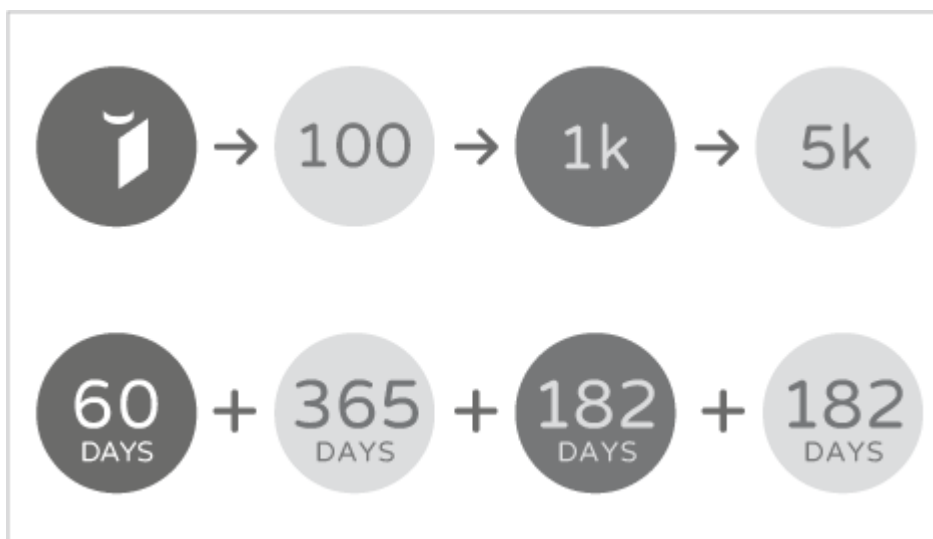 100 → 1k → 5k
60 + 365 + 182 + 182
DAYS DAYS DAYS DAYS